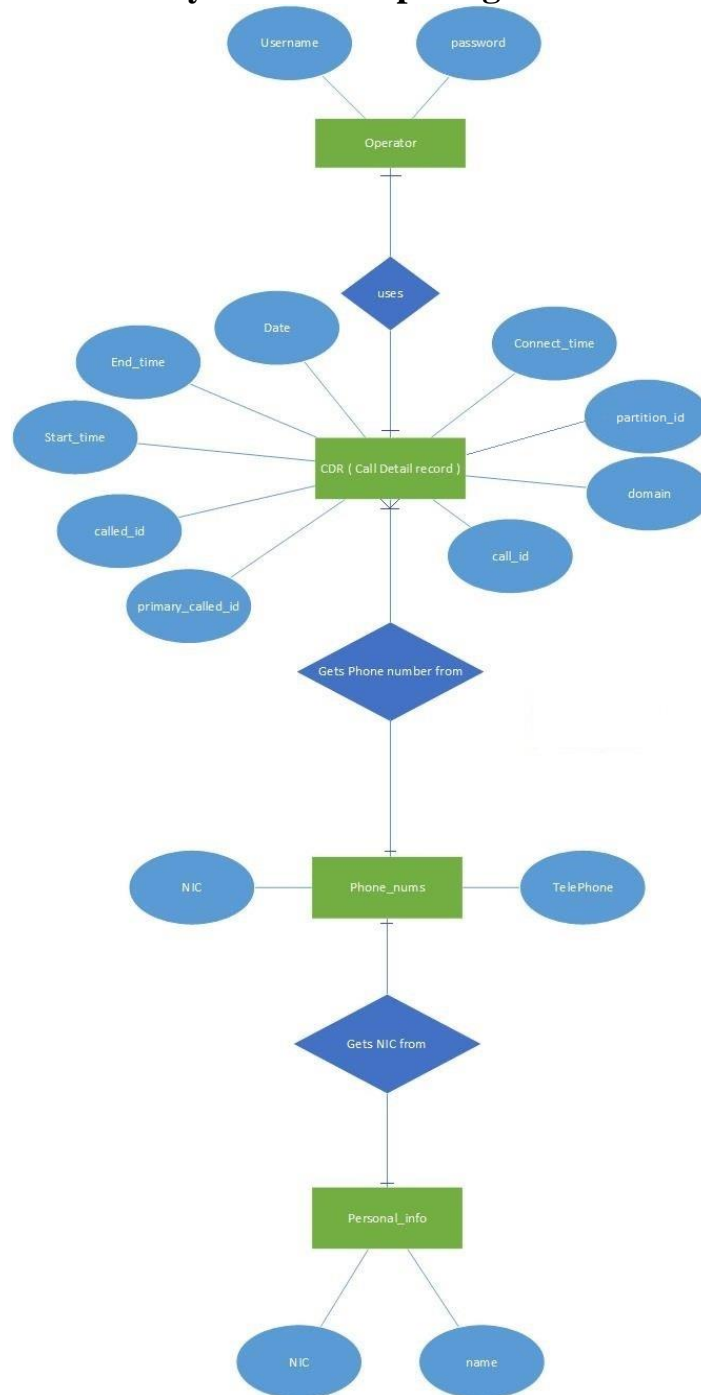 Username
password
Operator
uses
Date
Connect_time
End_time
partition_id
Start_time
CDR ( Call Detail record )
domain
called_id
call_id
primary_called_id
Gets Phone number from
NIC
Phone_nums
TelePhone
Gets NIC from
Personal_info
NIC
name